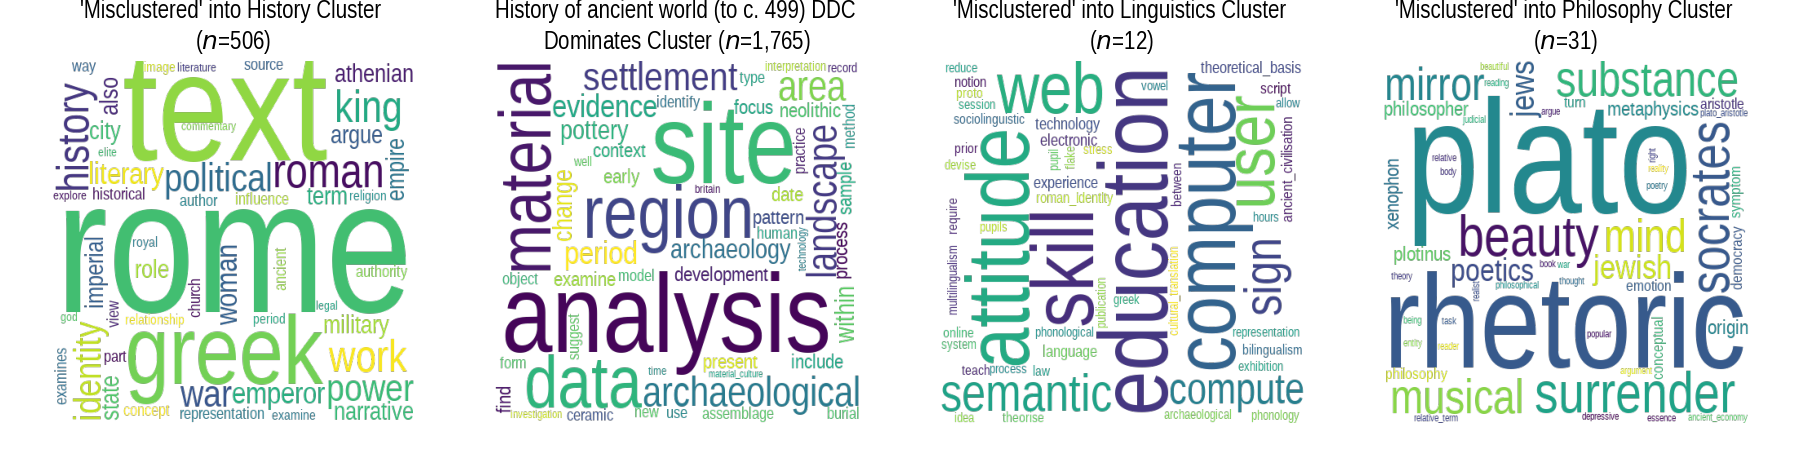 'Misclustered' into History Cluster
(n=506)
way
image
literature
source
athenian
history
also
text
king
city
commentary
argue
elite
literary
political
roman
empire
explore
historical
author
influence
term
religion
rome
imperial
royal
role
woman
ancient
authority
church
view
god
relationship
period
legal
military
examines
identity
part
greek
work
state
war
emperor
power
concept
representation
examine
narrative
History of ancient world (to c. 499) DDC
Dominates Cluster (n=1,765)
material
settlement
type
interpretation
record
area
evidence
identify
focus
neolithic
pottery
site
method
context
practice
landscape
well
early
britain
date
sample
change
region
pattern
human
technology
process
period
archaeology
object
examine
model
development
analysis
within
suggest
form
present
include
data
time
material_culture
archaeological
find
investigation
ceramic
new
use
assemblage
burial
'Misclustered' into Linguistics Cluster
(n=12)
reduce
notion
proto
session
web
vowel
theoretical_basis
script
allow
sociolinguistic
technology
electronic
computer
user
prior
devise
pupil
flake
stress
attitude
education
experience
roman_identity
between
ancient_civilisation
require
pupils
skill
hours
sign
multilingualism
publication
greek
cultural_translation
online
system
phonological
language
representation
bilingualism
teach
process
law
exhibition
semantic
compute
idea
theorise
archaeological
phonology
'Misclustered' into Philosophy Cluster
(n=31)
mirror
beautiful
reading
jews
substance
philosopher
argue
turn
metaphysics
aristotle
plato_aristotle
judicial
plato
xenophon
relative
body
right
reality
poetry
socrates
symptom
beauty
mind
plotinus
poetics
book
war
jewish
democracy
theory
realist
philosophical
thought
emotion
rhetoric
being
task
popular
conceptual
origin
entity
reader
philosophy
argument
musical
surrender
relative_term
depressive
essence
ancient_economy